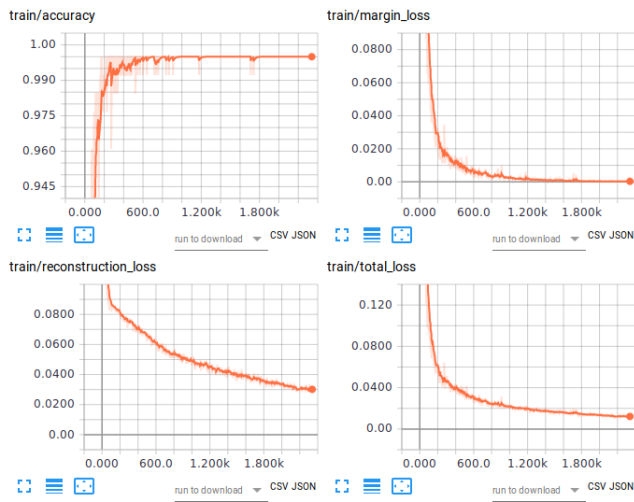 train/accuracy
1.00
0.990
0.975
0.960
0.945
0.000 600.0 1.200k 1.800k
run to download CSV JSON
train/margin_loss
0.0800
0.0600
0.0400
0.0200
0.00
0.000 600.0 1.200k 1.800k
run to download CSV JSON
train/reconstruction_loss
0.0800
0.0600
0.0400
0.0200
0.00
0.000 600.0 1.200k 1.800k
run to download CSV JSON
train/total_loss
0.120
0.0800
0.0400
0.00
0.000 600.0 1.200k 1.800k
run to download CSV JSON